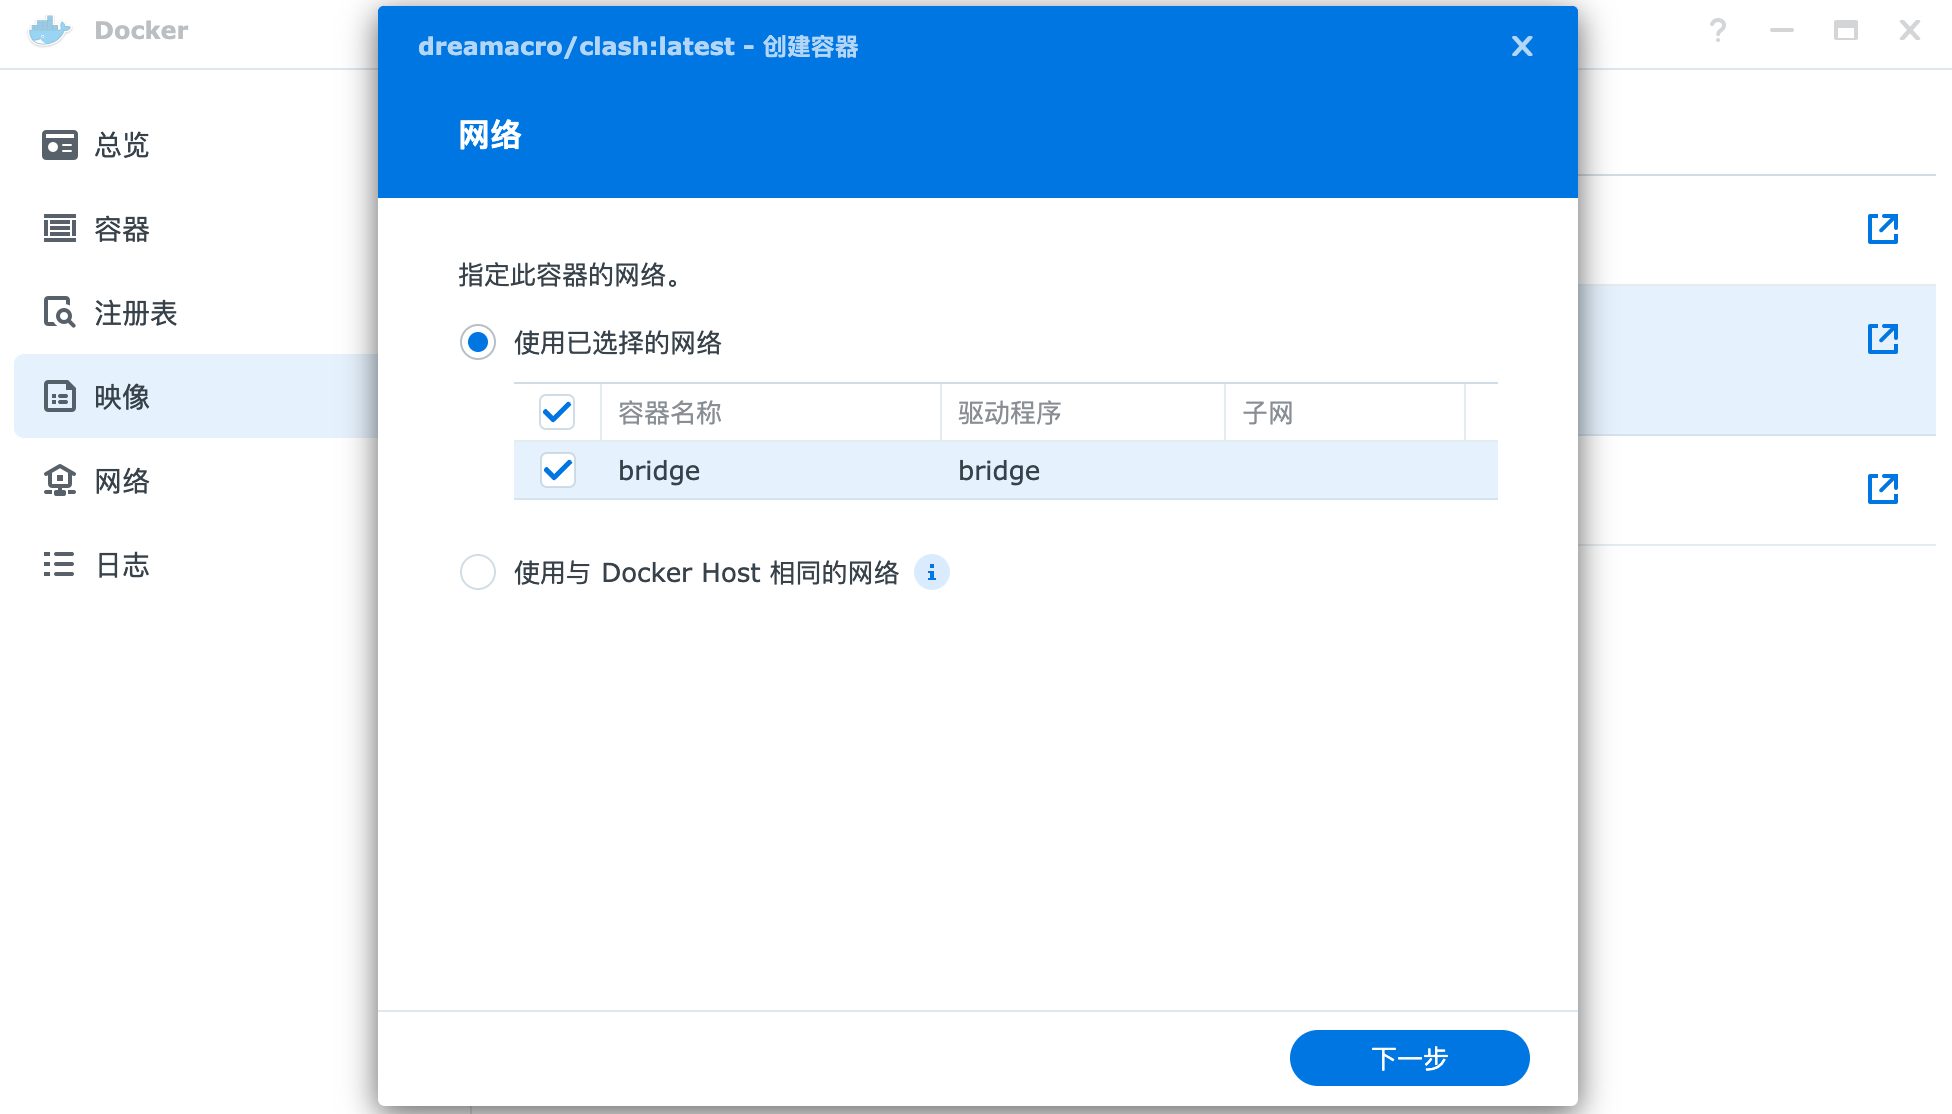 Docker
总览
容器
注册表
映像
网络
日志
dreamacro/clash:latest - 创建容器
网络
指定此容器的网络。
使用已选择的网络
容器名称 驱动程序 子网
bridge bridge
使用与 Docker Host 相同的网络
下一步